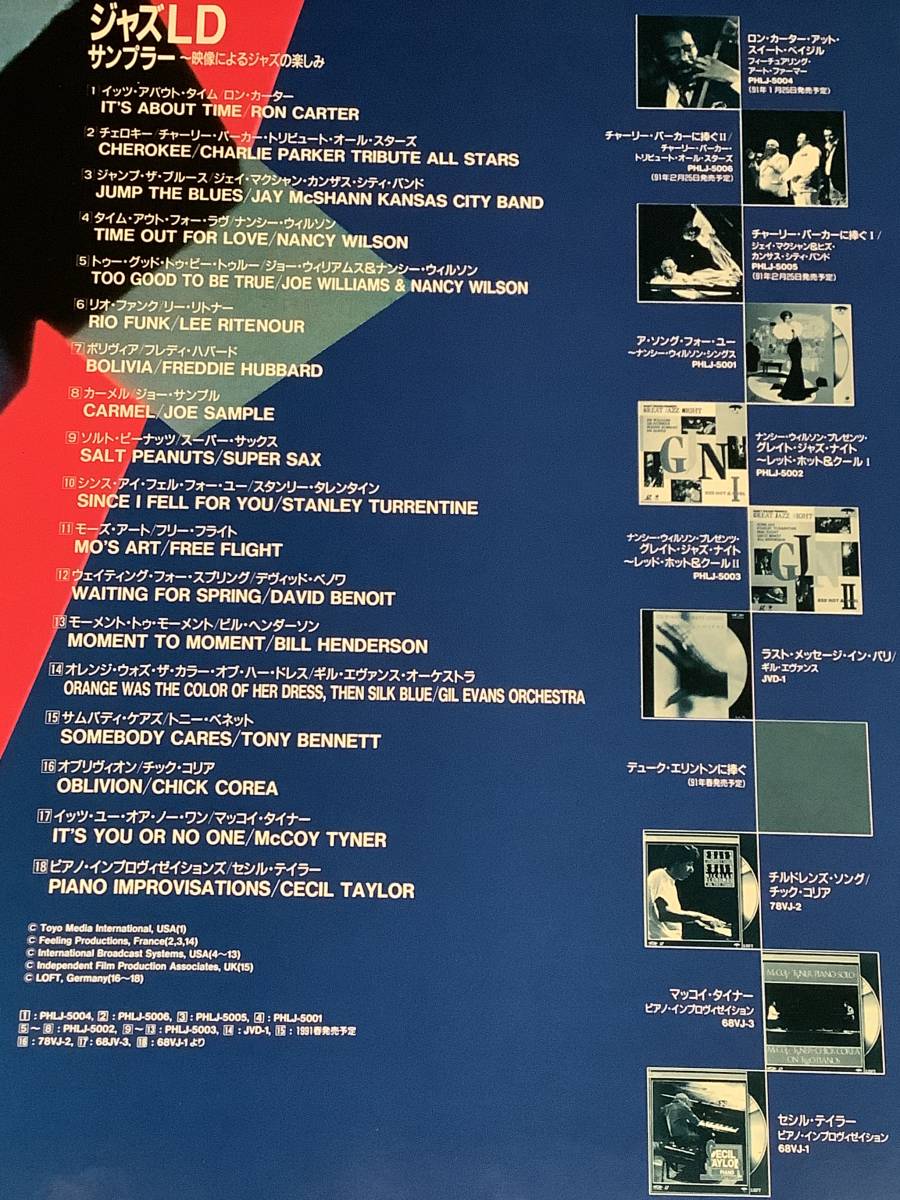 ジャズLD
サンプラー ～映像によるジャズの楽しみ
1 イッツ・アバウト・タイム/ロン・カーター
IT'S ABOUT TIME/RON CARTER
2 チェロキー/チャーリー・パーカー・トリビュート・オール・スターズ
CHEROKEE/CHARLIE PARKER TRIBUTE ALL STARS
3 ジャンプ・ザ・ブルース/ジェイ・マクシャン・カンザス・シティ・バンド
JUMP THE BLUES/JAY McSHANN KANSAS CITY BAND
4 タイム・アウト・フォー・ラヴ/ナンシー・ウィルソン
TIME OUT FOR LOVE/NANCY WILSON
5 トゥー・グッド・トゥ・ビー・トゥルー/ジョー・ウィリアムス&ナンシー・ウィルソン
TOO GOOD TO BE TRUE/JOE WILLIAMS & NANCY WILSON
6 リオ・ファンク/リー・リトナー
RIO FUNK/LEE RITENOUR
7 ボリヴィア/フレディ・ハバード
BOLIVIA/FREDDIE HUBBARD
8 カーメル/ジョー・サンプル
CARMEL/JOE SAMPLE
9 ソルト・ピーナッツ/スーパー・サックス
SALT PEANUTS/SUPER SAX
10 シンス・アイ・フェル・フォー・ユー/スタンリー・タレンタイン
SINCE I FELL FOR YOU/STANLEY TURRENTINE
11 モーズ・アート/フリー・フライト
MO'S ART/FREE FLIGHT
12 ウェイティング・フォー・スプリング/デヴィッド・ベノワ
WAITING FOR SPRING/DAVID BENOIT
13 モーメント・トゥ・モーメント/ビル・ヘンダーソン
MOMENT TO MOMENT/BILL HENDERSON
14 オレンジ・ウォズ・ザ・カラー・オブ・ハー・ドレス/ギル・エヴァンス・オーケストラ
ORANGE WAS THE COLOR OF HER DRESS, THEN SILK BLUE/GIL EVANS ORCHESTRA
15 サムバディ・ケアズ/トニー・ベネット
SOMEBODY CARES/TONY BENNETT
16 オブリヴィオン/チック・コリア
OBLIVION/CHICK COREA
17 イッツ・ユー・オア・ノー・ワン/マッコイ・タイナー
IT'S YOU OR NO ONE/McCOY TYNER
18 ピアノ・インプロヴィゼイションズ/セシル・テイラー
PIANO IMPROVISATIONS/CECIL TAYLOR
© Toyo Media International, USA(1)
© Feeling Productions, France(2,3,14)
© International Broadcast Systems, USA(4～13)
© Independent Film Production Associates, UK(15)
© LOFT, Germany(16～18)
1 : PHLJ-5004, 2 : PHLJ-5006, 3 : PHLJ-5005, 4 : PHLJ-5001
5～8 : PHLJ-5002, 9～13 : PHLJ-5003, 14 : JVD-1, 15 : 1991春発売予定
16 : 78VJ-2, 17 : 68JV-3, 18 : 68VJ-1より
ロン・カーター・アット・
スイート・ベイジル
フィーチュアリング・
アート・ファーマー
PHLJ-5004
(91年1月25日発売予定)
チャーリー・パーカーに捧ぐII/
チャーリー・パーカー・
トリビュート・オール・スターズ
PHLJ-5006
(91年2月25日発売予定)
チャーリー・パーカーに捧ぐI/
ジェイ・マクシャン&ヒズ・
カンサス・シティ・バンド
PHLJ-5005
(91年2月25日発売予定)
ア・ソング・フォー・ユー
～ナンシー・ウィルソン・シングス
PHLJ-5001
GREAT JAZZ NIGHT
GJN
I
RED HOT & COOL
ナンシー・ウィルソン・プレゼンツ・
グレイト・ジャズ・ナイト
～レッド・ホット&クールI
PHLJ-5002
ナンシー・ウィルソン・プレゼンツ・
グレイト・ジャズ・ナイト
～レッド・ホット&クールII
PHLJ-5003
GREAT JAZZ NIGHT
GJN
II
RED HOT & COOL
ラスト・メッセージ・イン・パリ/
ギル・エヴァンス
JVD-1
デューク・エリントンに捧ぐ
(91年春発売予定)
チルドレンズ・ソング/
チック・コリア
78VJ-2
LOFT
マッコイ・タイナー
ピアノ・インプロヴィゼイション
68VJ-3
McCOY TYNER PIANO SOLO
McCOY TYNER & CHICK COREA
ON TWO PIANOS
LOFT
CECIL
TAYLOR
PIANO
LOFT
セシル・テイラー
ピアノ・インプロヴィゼイション
68VJ-1